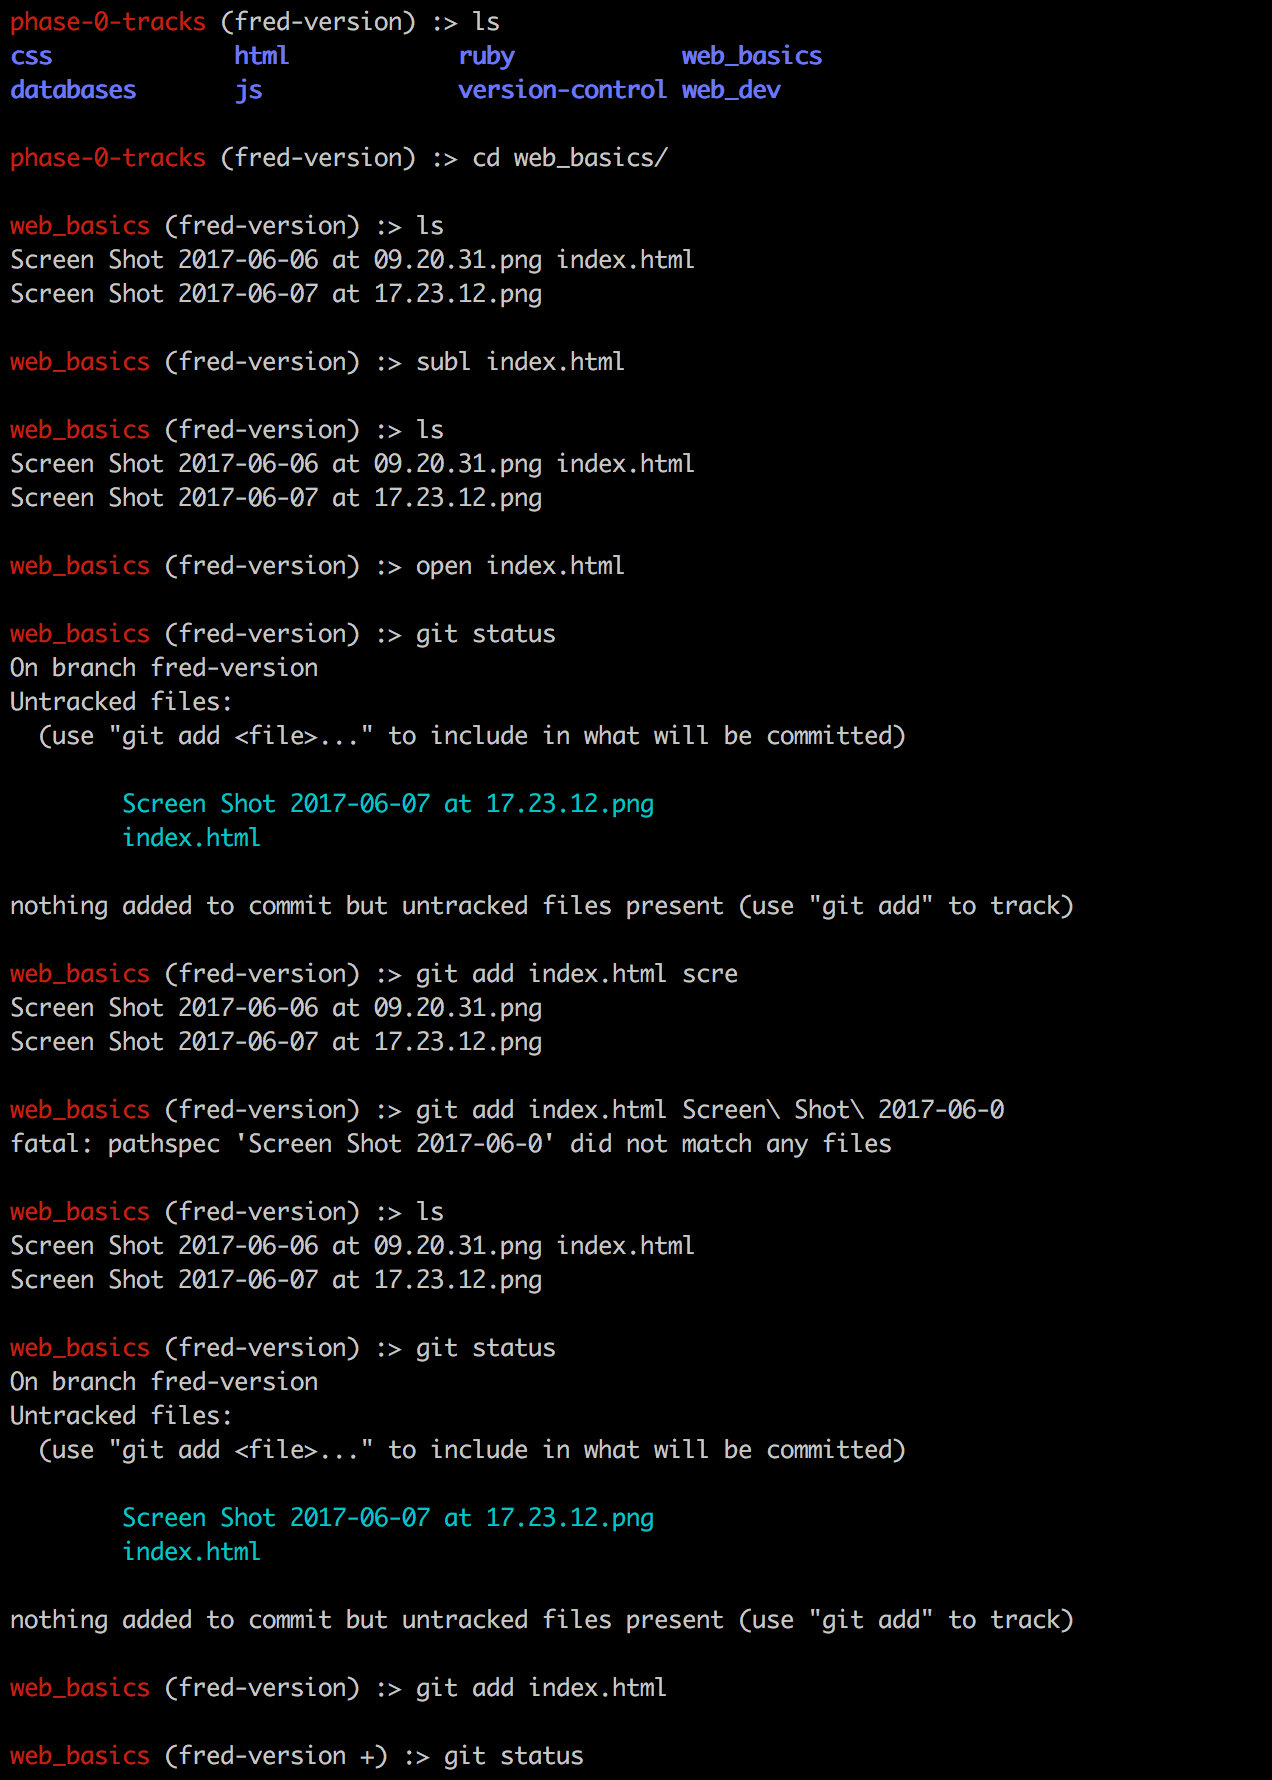 phase-0-tracks (fred-version) :> ls
css             html            ruby            web_basics
databases       js              version-control web_dev
phase-0-tracks (fred-version) :> cd web_basics/
web_basics (fred-version) :> ls
Screen Shot 2017-06-06 at 09.20.31.png index.html
Screen Shot 2017-06-07 at 17.23.12.png
web_basics (fred-version) :> subl index.html
web_basics (fred-version) :> ls
Screen Shot 2017-06-06 at 09.20.31.png index.html
Screen Shot 2017-06-07 at 17.23.12.png
web_basics (fred-version) :> open index.html
web_basics (fred-version) :> git status
On branch fred-version
Untracked files:
  (use "git add <file>..." to include in what will be committed)
        Screen Shot 2017-06-07 at 17.23.12.png
        index.html
nothing added to commit but untracked files present (use "git add" to track)
web_basics (fred-version) :> git add index.html scre
Screen Shot 2017-06-06 at 09.20.31.png
Screen Shot 2017-06-07 at 17.23.12.png
web_basics (fred-version) :> git add index.html Screen\ Shot\ 2017-06-0
fatal: pathspec 'Screen Shot 2017-06-0' did not match any files
web_basics (fred-version) :> ls
Screen Shot 2017-06-06 at 09.20.31.png index.html
Screen Shot 2017-06-07 at 17.23.12.png
web_basics (fred-version) :> git status
On branch fred-version
Untracked files:
  (use "git add <file>..." to include in what will be committed)
        Screen Shot 2017-06-07 at 17.23.12.png
        index.html
nothing added to commit but untracked files present (use "git add" to track)
web_basics (fred-version) :> git add index.html
web_basics (fred-version +) :> git status